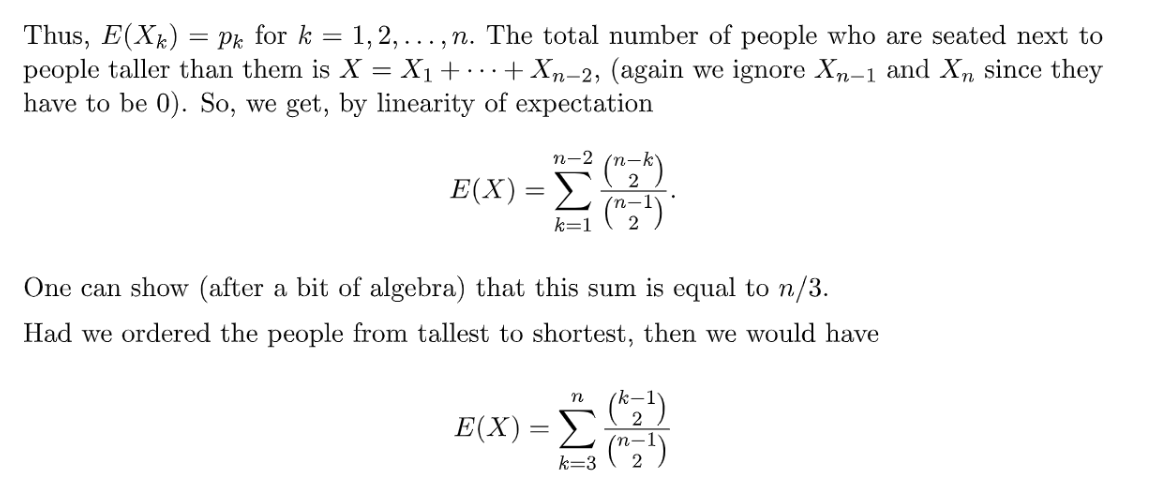 Thus, E(X_k) = p_k for k = 1, 2, . . . , n. The total number of people who are seated next to
people taller than them is X = X_1 + · · · + X_{n−2}, (again we ignore X_{n−1} and X_n since they
have to be 0). So, we get, by linearity of expectation
E(X) = \sum_{k=1}^{n−2} \frac{\binom{n−k}{2}}{\binom{n−1}{2}}.
One can show (after a bit of algebra) that this sum is equal to n/3.
Had we ordered the people from tallest to shortest, then we would have
E(X) = \sum_{k=3}^{n} \frac{\binom{k−1}{2}}{\binom{n−1}{2}}